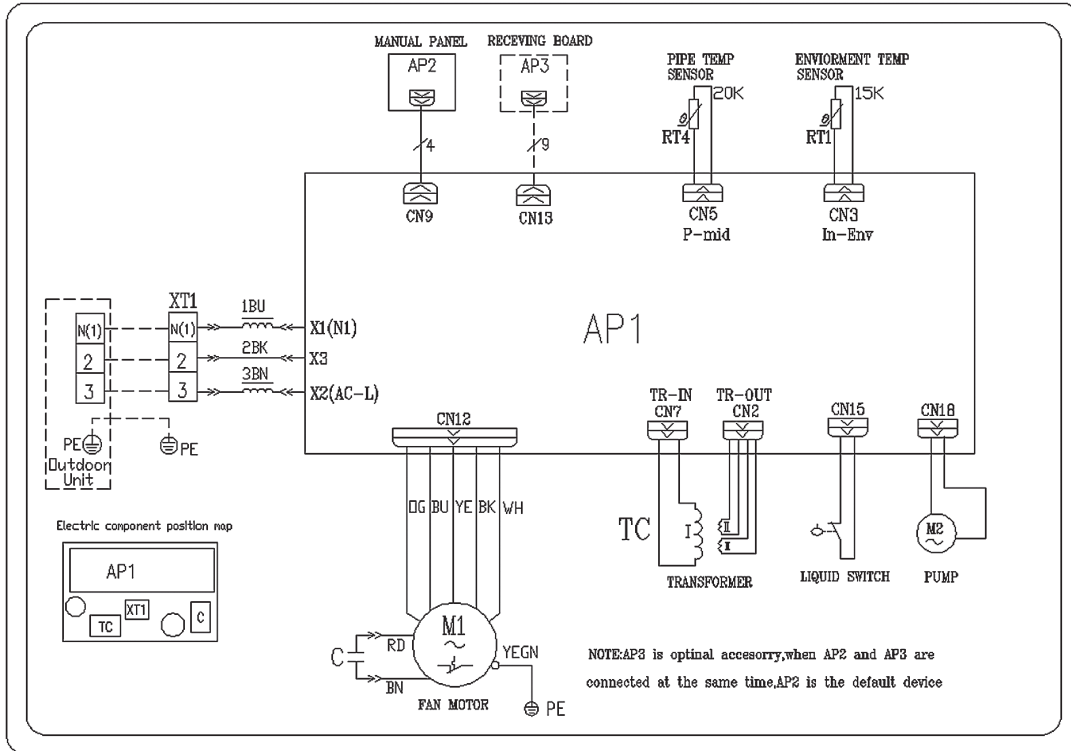 MANUAL PANEL
AP2
4
CN9
RECEVING BOARD
AP3
9
CN13
PIPE TEMP
SENSOR
20K
θ
RT4
CN5
P-mid
ENVIORMENT TEMP
SENSOR
15K
θ
RT1
CN3
In-Env
XT1
N(1)
2
3
PE
Outdoor
Unit
N(1)
2
3
PE
1BU
2BK
3BN
X1(N1)
X3
X2(AC-L)
AP1
CN12
OG BU YE BK WH
M1
RD
BN
C
YEGN
PE
FAN MOTOR
TR-IN
CN7
TR-OUT
CN2
TC
I
II
I
TRANSFORMER
CN15
LIQUID SWITCH
CN18
M2
PUMP
Electric component position map
AP1
TC
XT1
C
NOTE:AP3 is optinal accesorry,when AP2 and AP3 are
connected at the same time,AP2 is the default device